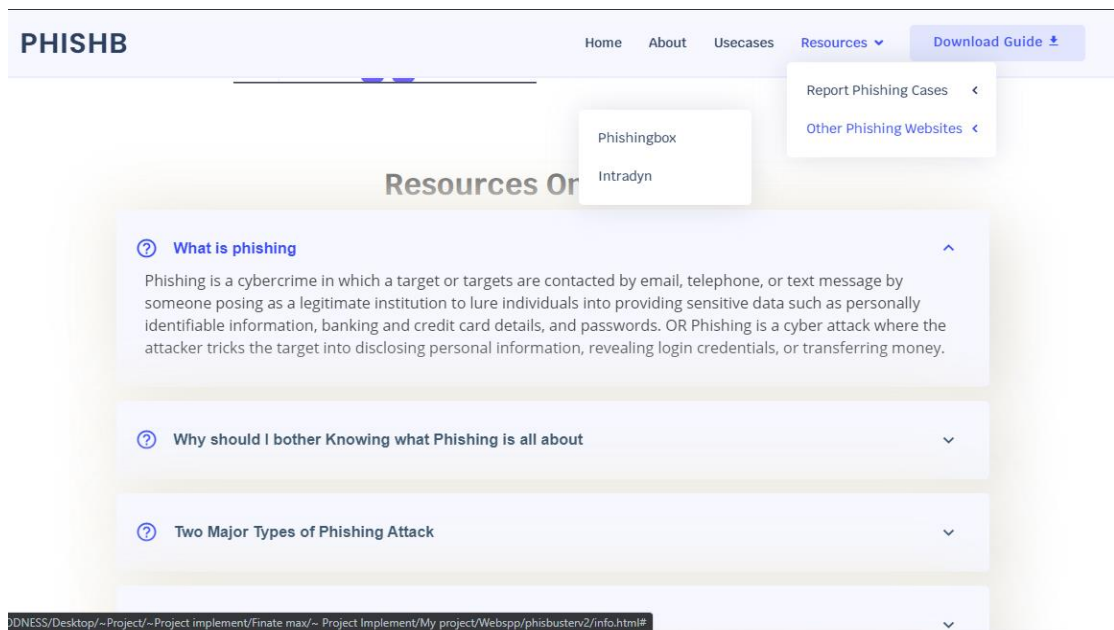 PHISHB
Home About Usecases Resources Download Guide
Report Phishing Cases
Other Phishing Websites
Phishingbox
Intradyn
Resources On
What is phishing
Phishing is a cybercrime in which a target or targets are contacted by email, telephone, or text message by
someone posing as a legitimate institution to lure individuals into providing sensitive data such as personally
identifiable information, banking and credit card details, and passwords. OR Phishing is a cyber attack where the
attacker tricks the target into disclosing personal information, revealing login credentials, or transferring money.
Why should I bother Knowing what Phishing is all about
Two Major Types of Phishing Attack
ODNESS/Desktop/~Project/~Project implement/Finate max/~ Project Implement/My project/Webspp/phisbusterv2/info.html#